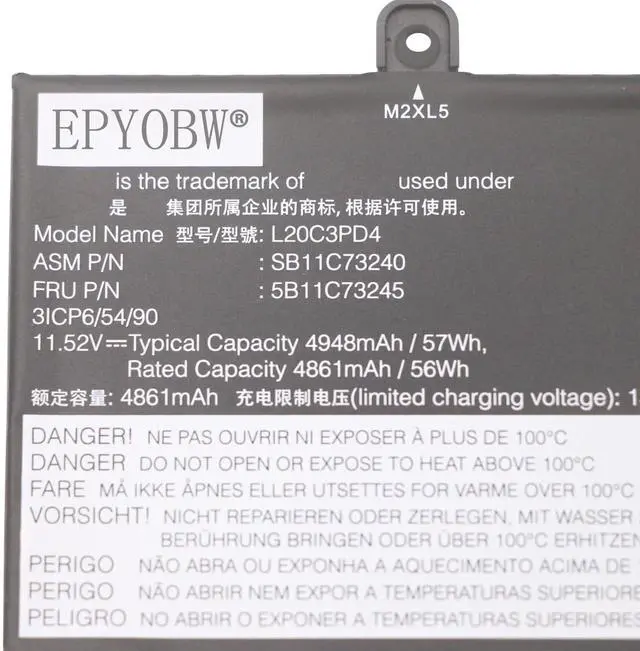 M2XL5
EPYOBW®
is the trademark of used under
是 集团所属企业的商标, 根据许可使用。
Model Name 型号/型號: L20C3PD4
ASM P/N : SB11C73240
FRU P/N : 5B11C73245
3ICP6/54/90
11.52V⎓Typical Capacity 4948mAh / 57Wh,
Rated Capacity 4861mAh / 56Wh
额定容量: 4861mAh 充电限制电压(limited charging voltage): 1
DANGER! NE PAS OUVRIR NI EXPOSER À PLUS DE 100°C
DANGER DO NOT OPEN OR EXPOSE TO HEAT ABOVE 100°C
FARE MÅ IKKE ÅPNES ELLER UTSETTES FOR VARME OVER 100°C
VORSICHT! NICHT REPARIEREN ODER ZERLEGEN. MIT WASSER
BERÜHRUNG BRINGEN ODER ÜBER 100°C ERHITZEN
PERIGO NÃO ABRA OU EXPONHA A AQUECIMENTO ACIMA DE
PERIGO NÃO ABRIR NEM EXPOR A TEMPERATURAS SUPERIORE
PELIGRO NO ABRIR O EXPONER A TEMPERATURAS SUPERIORES